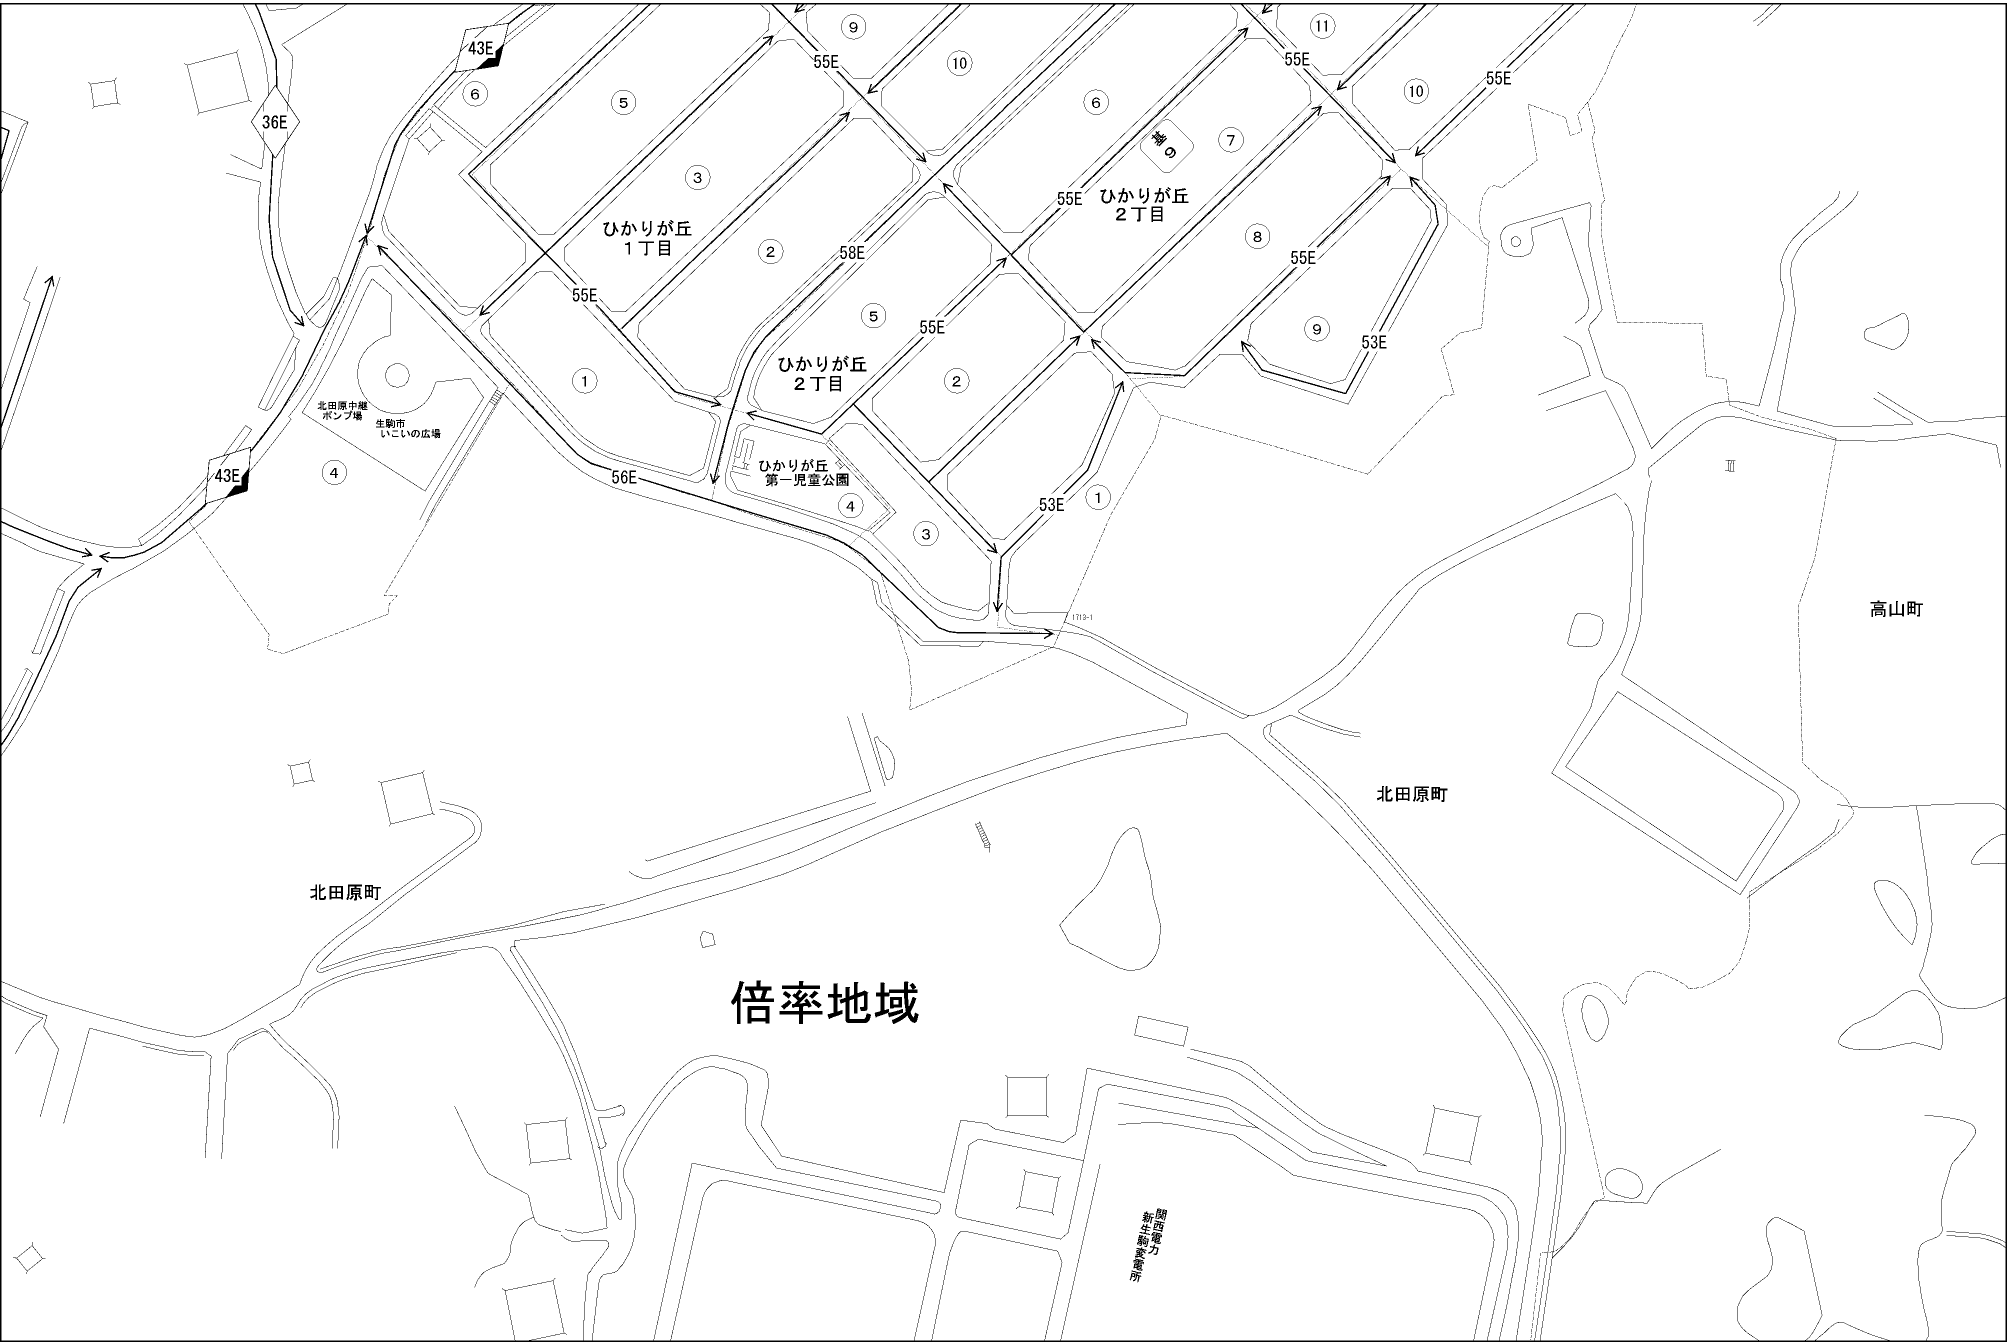 ⑨
⑪
43E
55E
55E
⑩
55E
⑥
⑤
⑥
⑩
36E
⑦
基
9
③
55E
ひかりが丘
2丁目
ひかりが丘
1丁目
②
58E
⑧
55E
55E
⑤
55E
⑨
53E
ひかりが丘
2丁目
①
②
北田原中継
ポンプ場
生駒市
いこいの広場
43E
④
56E
ひかりが丘
第一児童公園
④
53E
①
③
1713-1
高山町
北田原町
北田原町
倍率地域
関西電力
新生駒変電所